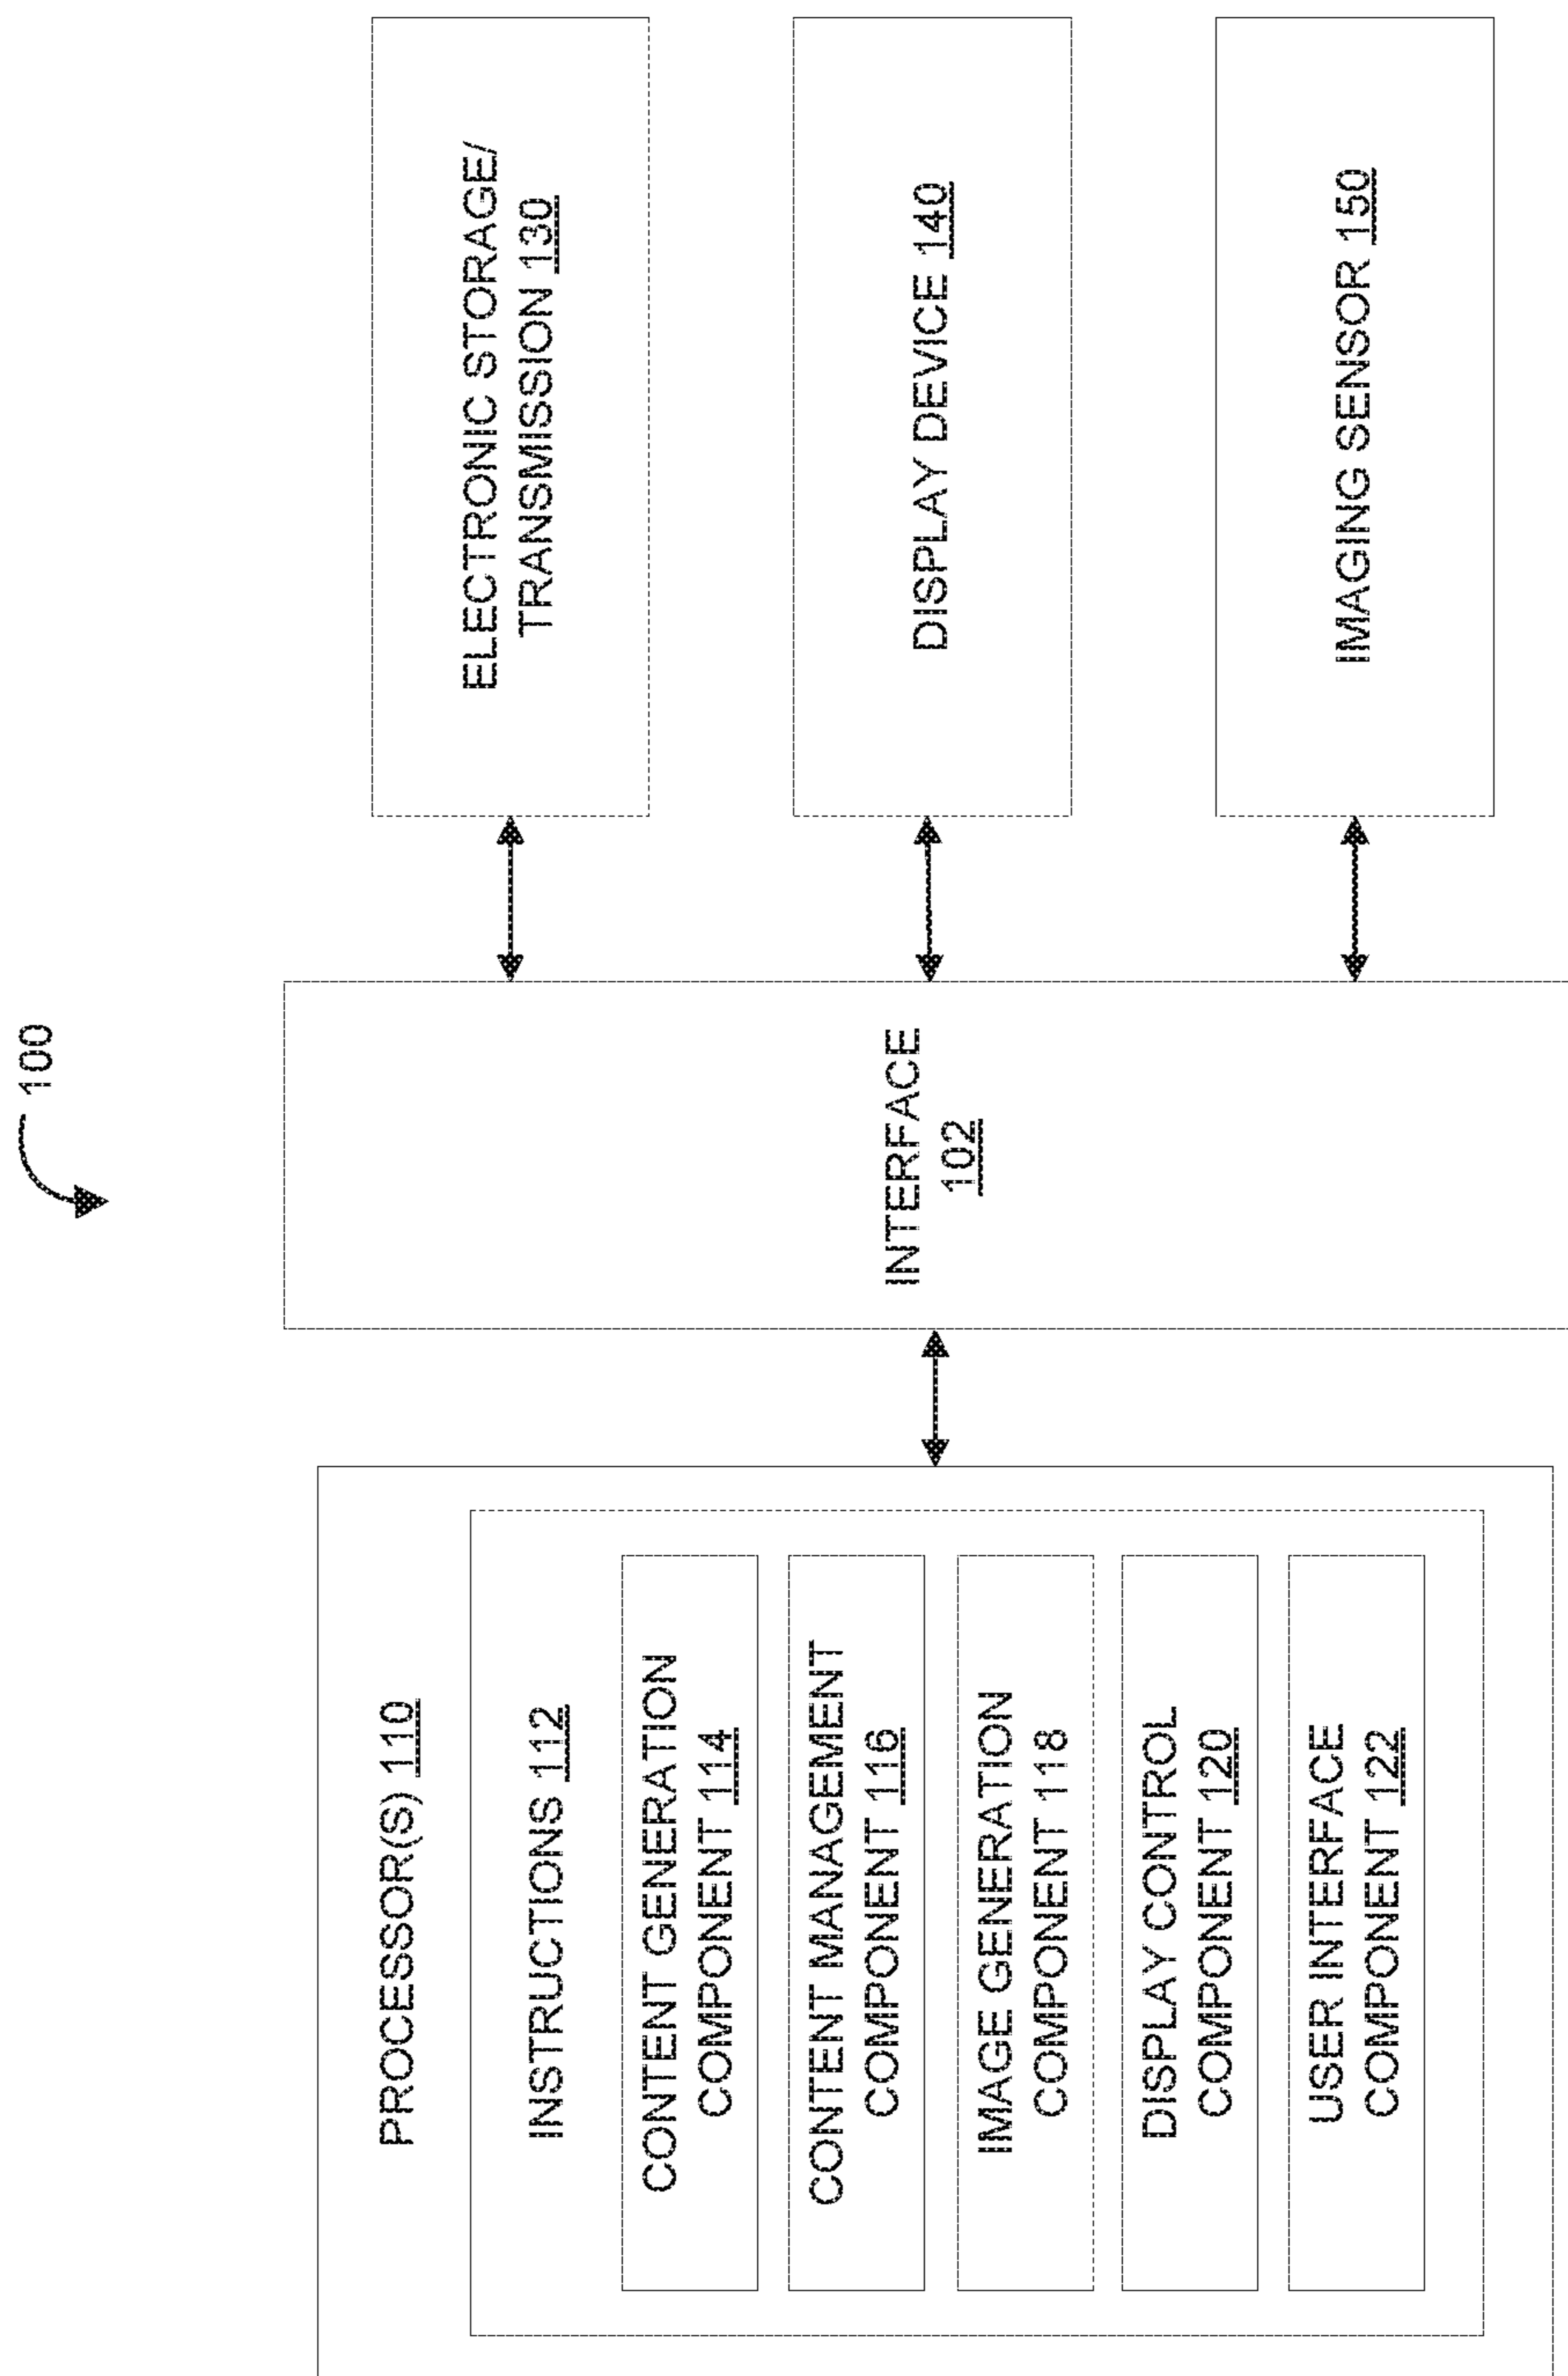 100
PROCESSOR(S) 110
INSTRUCTIONS 112
CONTENT GENERATION
COMPONENT 114
CONTENT MANAGEMENT
COMPONENT 116
IMAGE GENERATION
COMPONENT 118
DISPLAY CONTROL
COMPONENT 120
USER INTERFACE
COMPONENT 122
INTERFACE
102
ELECTRONIC STORAGE/
TRANSMISSION 130
DISPLAY DEVICE 140
IMAGING SENSOR 150